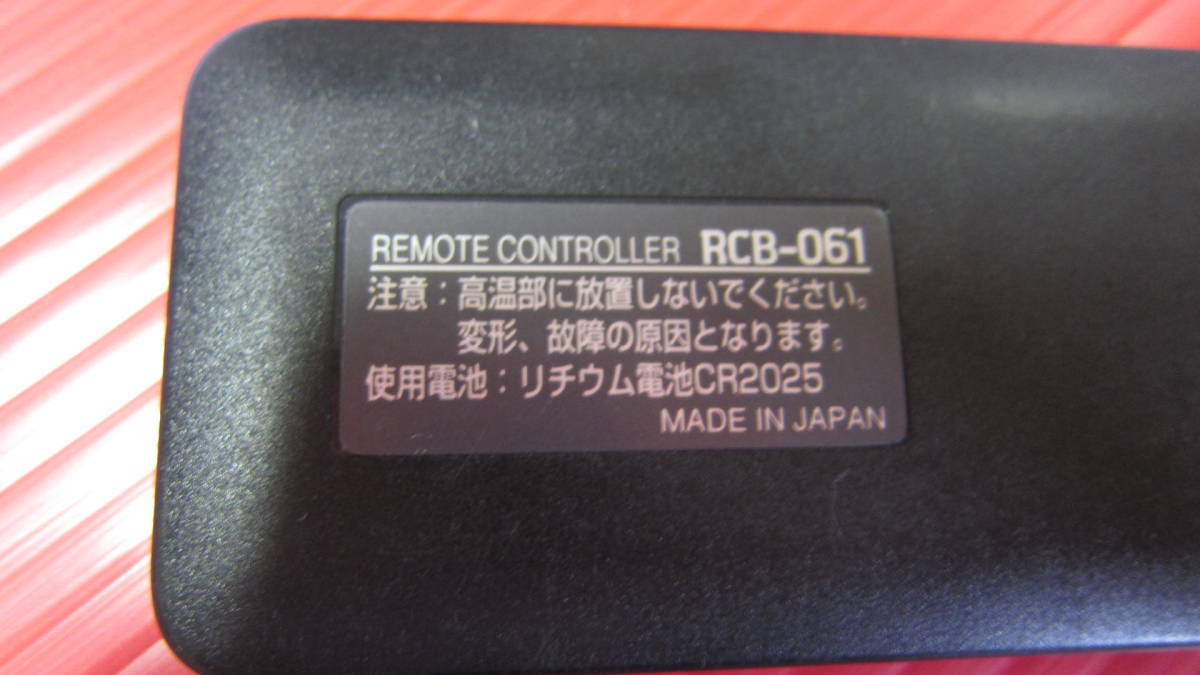 REMOTE CONTROLLER RCB-061
注意：高温部に放置しないでください。
変形、故障の原因となります。
使用電池：リチウム電池CR2025
MADE IN JAPAN